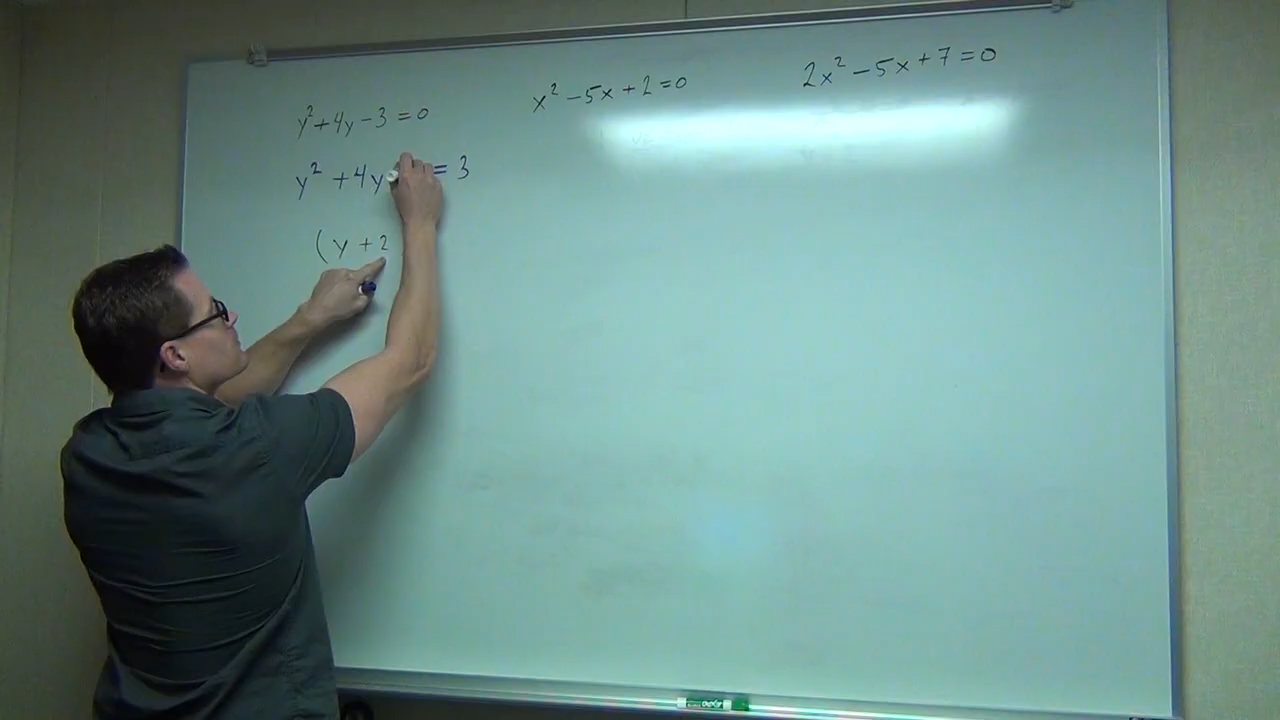 y² + 4y - 3 = 0
y² + 4y = 3
(y + 2
x² - 5x + 2 = 0
2x² - 5x + 7 = 0